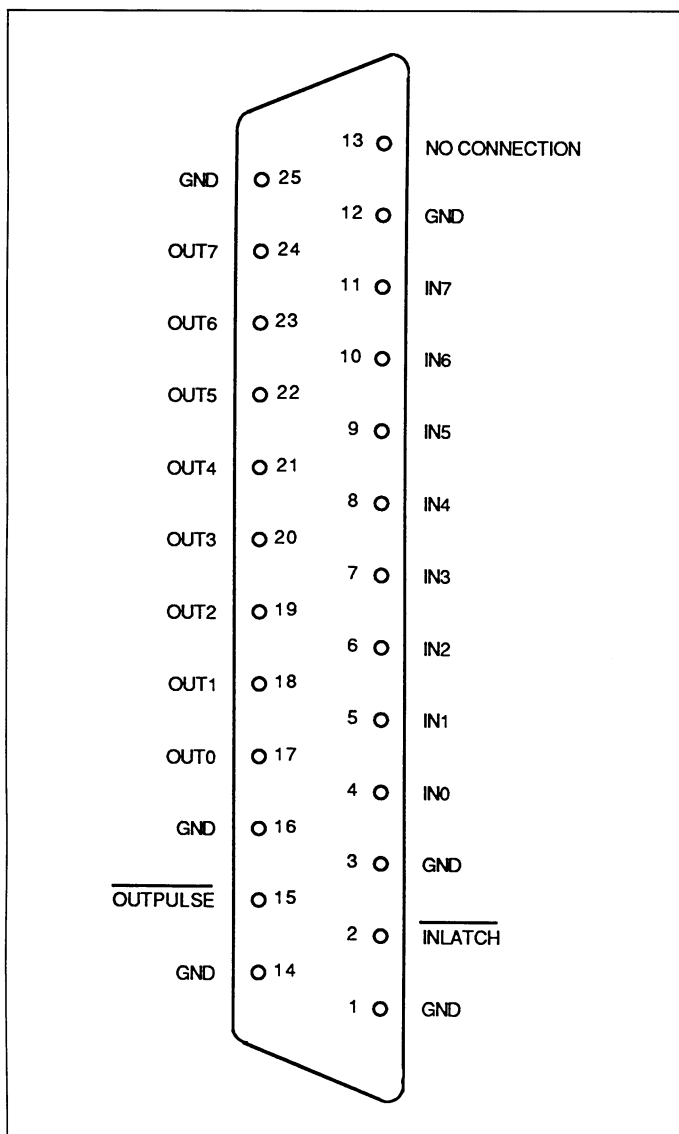 13 NO CONNECTION
GND 25
12 GND
OUT7 24
11 IN7
OUT6 23
10 IN6
OUT5 22
9 IN5
OUT4 21
8 IN4
OUT3 20
7 IN3
OUT2 19
6 IN2
OUT1 18
5 IN1
OUT0 17
4 IN0
GND 16
3 GND
OUTPULSE 15
2 INLATCH
GND 14
1 GND